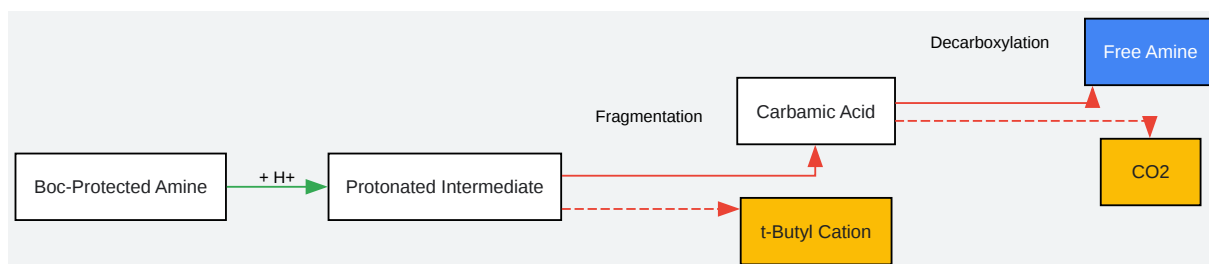 Boc-Protected Amine
+ H+
Protonated Intermediate
Fragmentation
t-Butyl Cation
Carbamic Acid
Decarboxylation
Free Amine
CO2